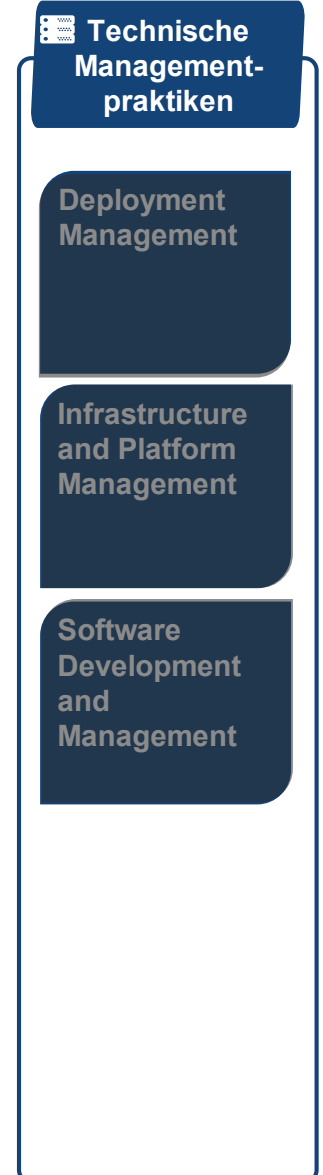 Technische
Management-
praktiken
Deployment
Management
Infrastructure
and Platform
Management
Software
Development
and
Management